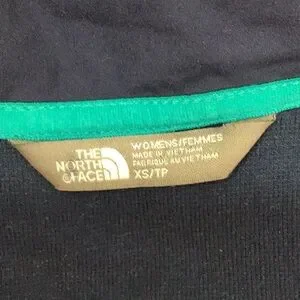 THE
NORTH
FACE
WOMENS/FEMMES
MADE IN VIETNAM
FABRIQUE AU VIETNAM
XS/TP